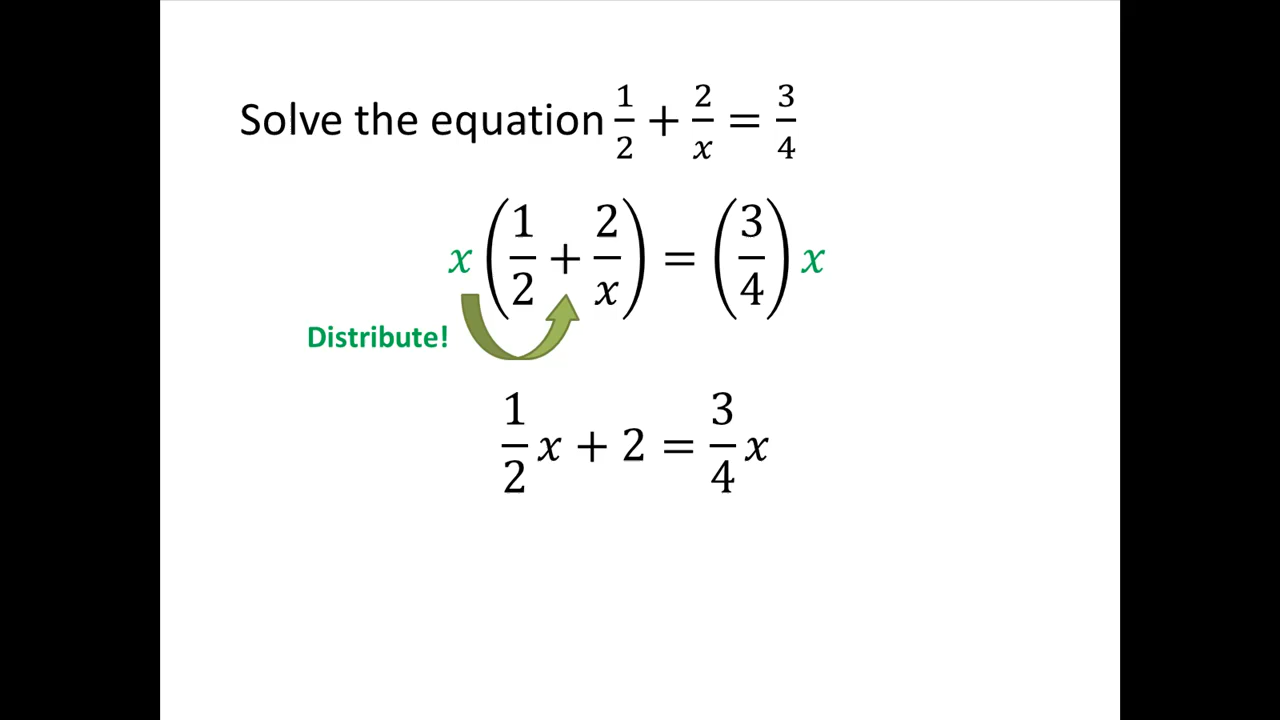 Solve the equation 1/2 + 2/x = 3/4
x(1/2 + 2/x) = (3/4)x
Distribute!
1/2 x + 2 = 3/4 x